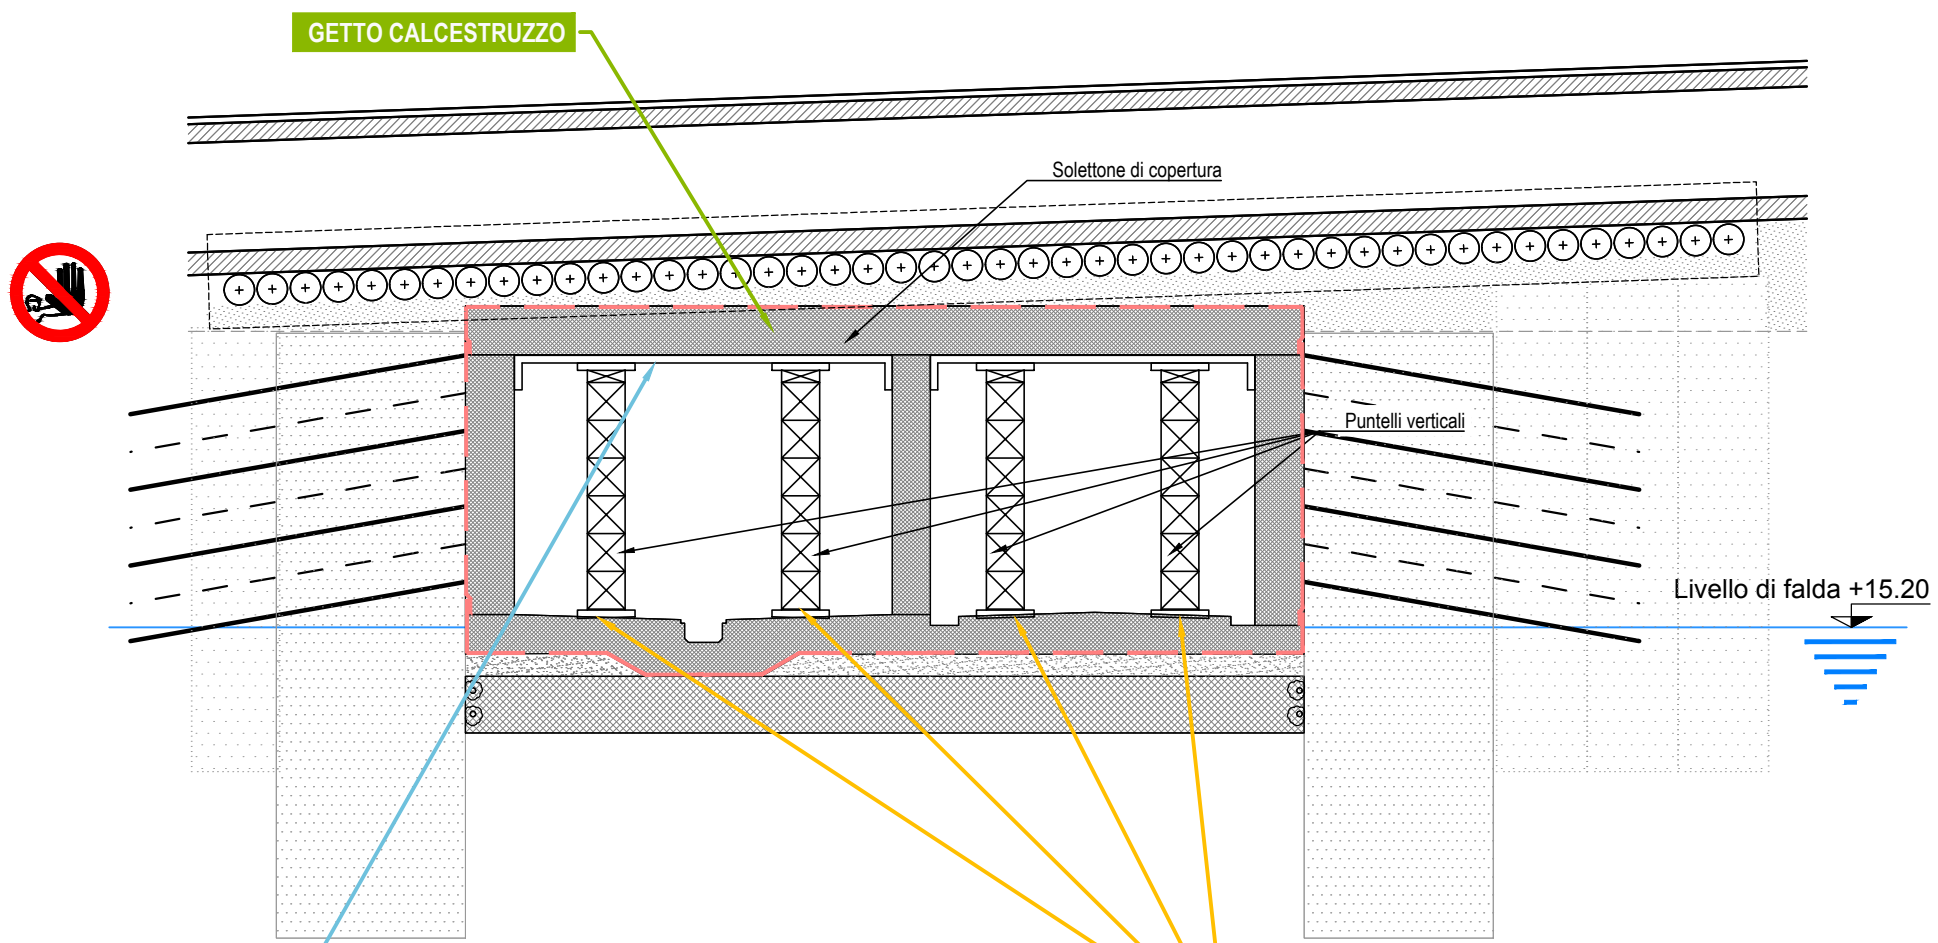 GETTO CALCESTRUZZO
Solettone di copertura
Puntelli verticali
Livello di falda +15.20